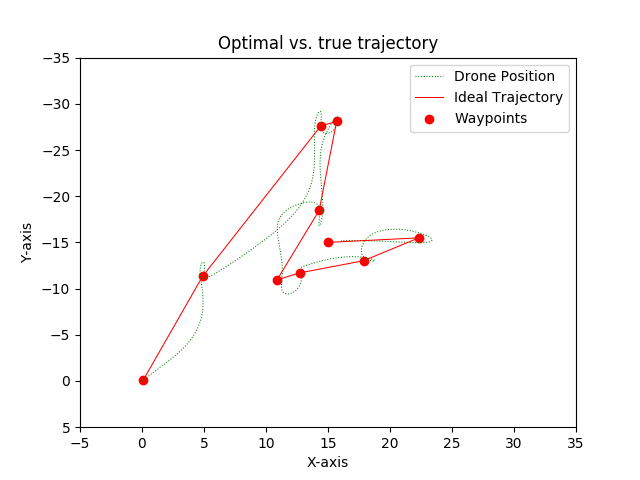 Optimal vs. true trajectory
Drone Position
Ideal Trajectory
Waypoints
Y-axis
−35
−30
−25
−20
−15
−10
−5
0
5
−5 0 5 10 15 20 25 30 35
X-axis